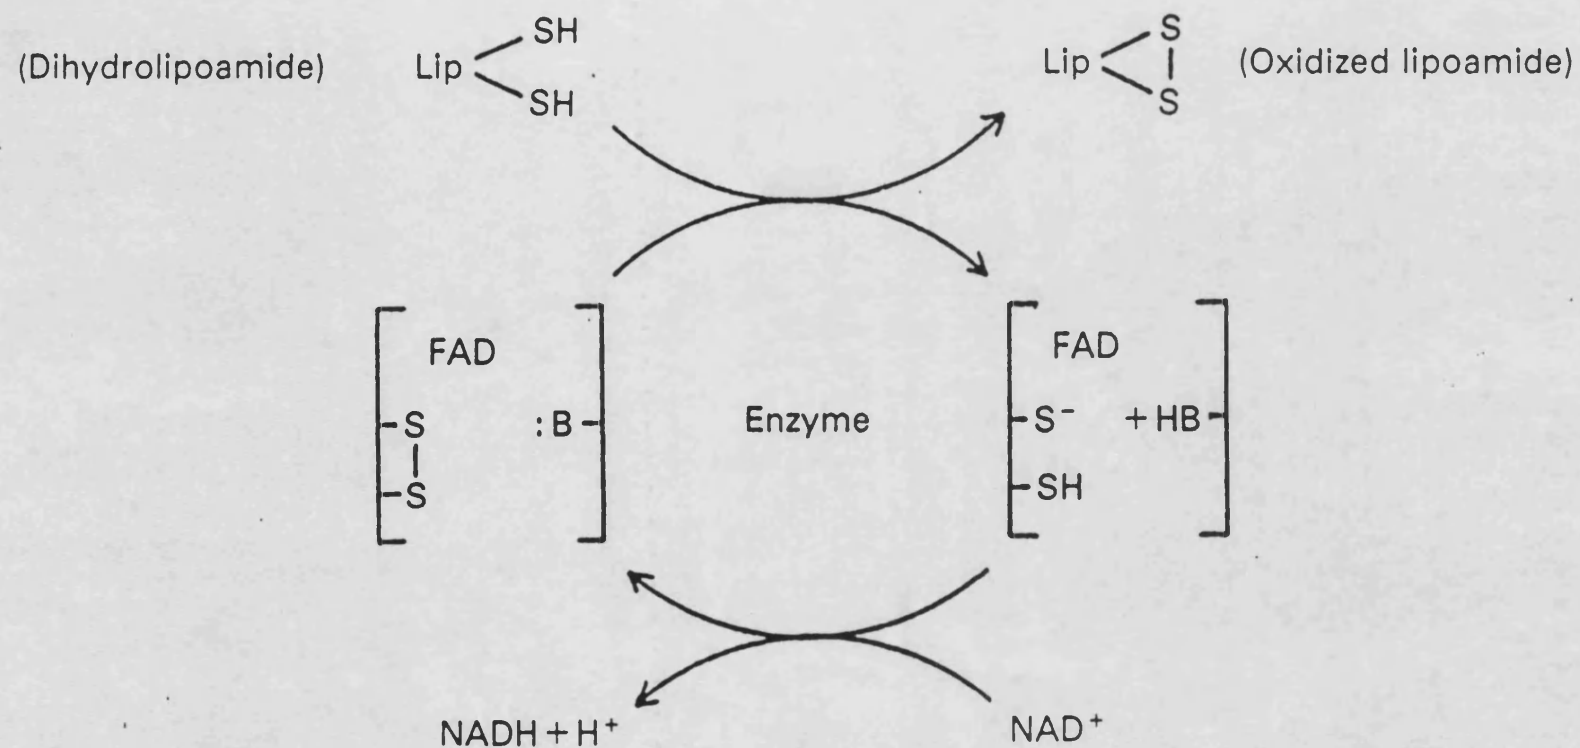 SH
(Dihydrolipoamide) Lip
SH
S
Lip (Oxidized lipoamide)
S
FAD
S :B
S
Enzyme
FAD
S⁻ +HB
SH
NADH + H⁺ NAD⁺